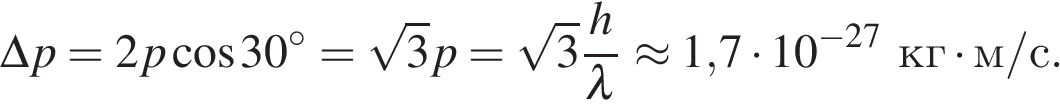 Δp = 2p cos 30° = √3p = √3 h/λ ≈ 1,7 · 10⁻²⁷ кг · м/с.